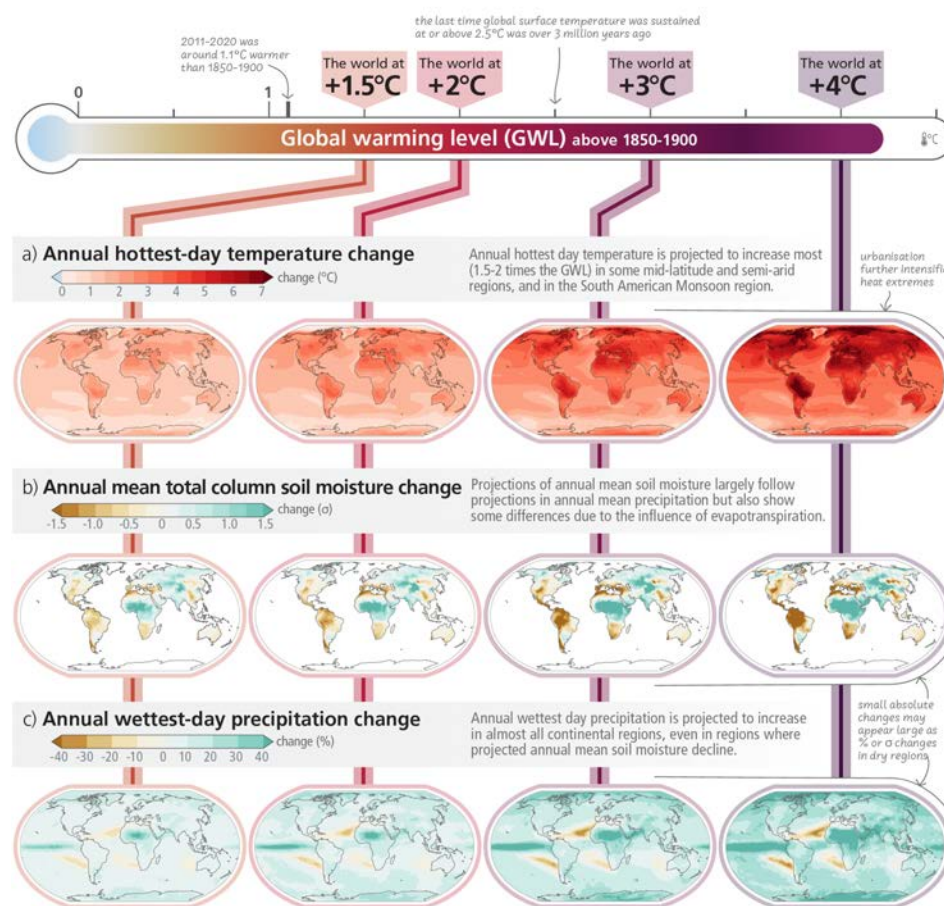 the last time global surface temperature was sustained
at or above 2.5°C was over 3 million years ago
2011-2020 was
around 1.1°C warmer
than 1850-1900
The world at
+1.5°C
The world at
+2°C
The world at
+3°C
The world at
+4°C
0
1
Global warming level (GWL) above 1850-1900
°C
a) Annual hottest-day temperature change
change (°C)
0 1 2 3 4 5 6 7
Annual hottest day temperature is projected to increase most
(1.5-2 times the GWL) in some mid-latitude and semi-arid
regions, and in the South American Monsoon region.
urbanisation
further intensifi
heat extremes
b) Annual mean total column soil moisture change
change (σ)
-1.5 -1.0 -0.5 0 0.5 1.0 1.5
Projections of annual mean soil moisture largely follow
projections in annual mean precipitation but also show
some differences due to the influence of evapotranspiration.
c) Annual wettest-day precipitation change
change (%)
-40 -30 -20 -10 0 10 20 30 40
Annual wettest day precipitation is projected to increase
in almost all continental regions, even in regions where
projected annual mean soil moisture decline.
small absolute
changes may
appear large as
% or σ changes
in dry regions